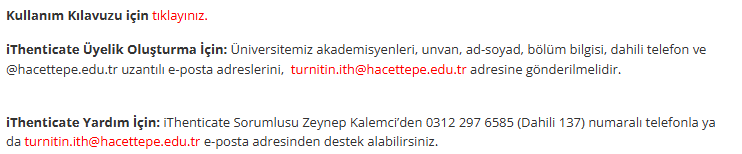 Kullanım Kılavuzu için tıklayınız.
iThenticate Üyelik Oluşturma İçin: Üniversitemiz akademisyenleri, unvan, ad-soyad, bölüm bilgisi, dahili telefon ve
@hacettepe.edu.tr uzantılı e-posta adreslerini, turnitin.ith@hacettepe.edu.tr adresine gönderilmelidir.
iThenticate Yardım İçin: iThenticate Sorumlusu Zeynep Kalemci’den 0312 297 6585 (Dahili 137) numaralı telefonla ya
da turnitin.ith@hacettepe.edu.tr e-posta adresinden destek alabilirsiniz.